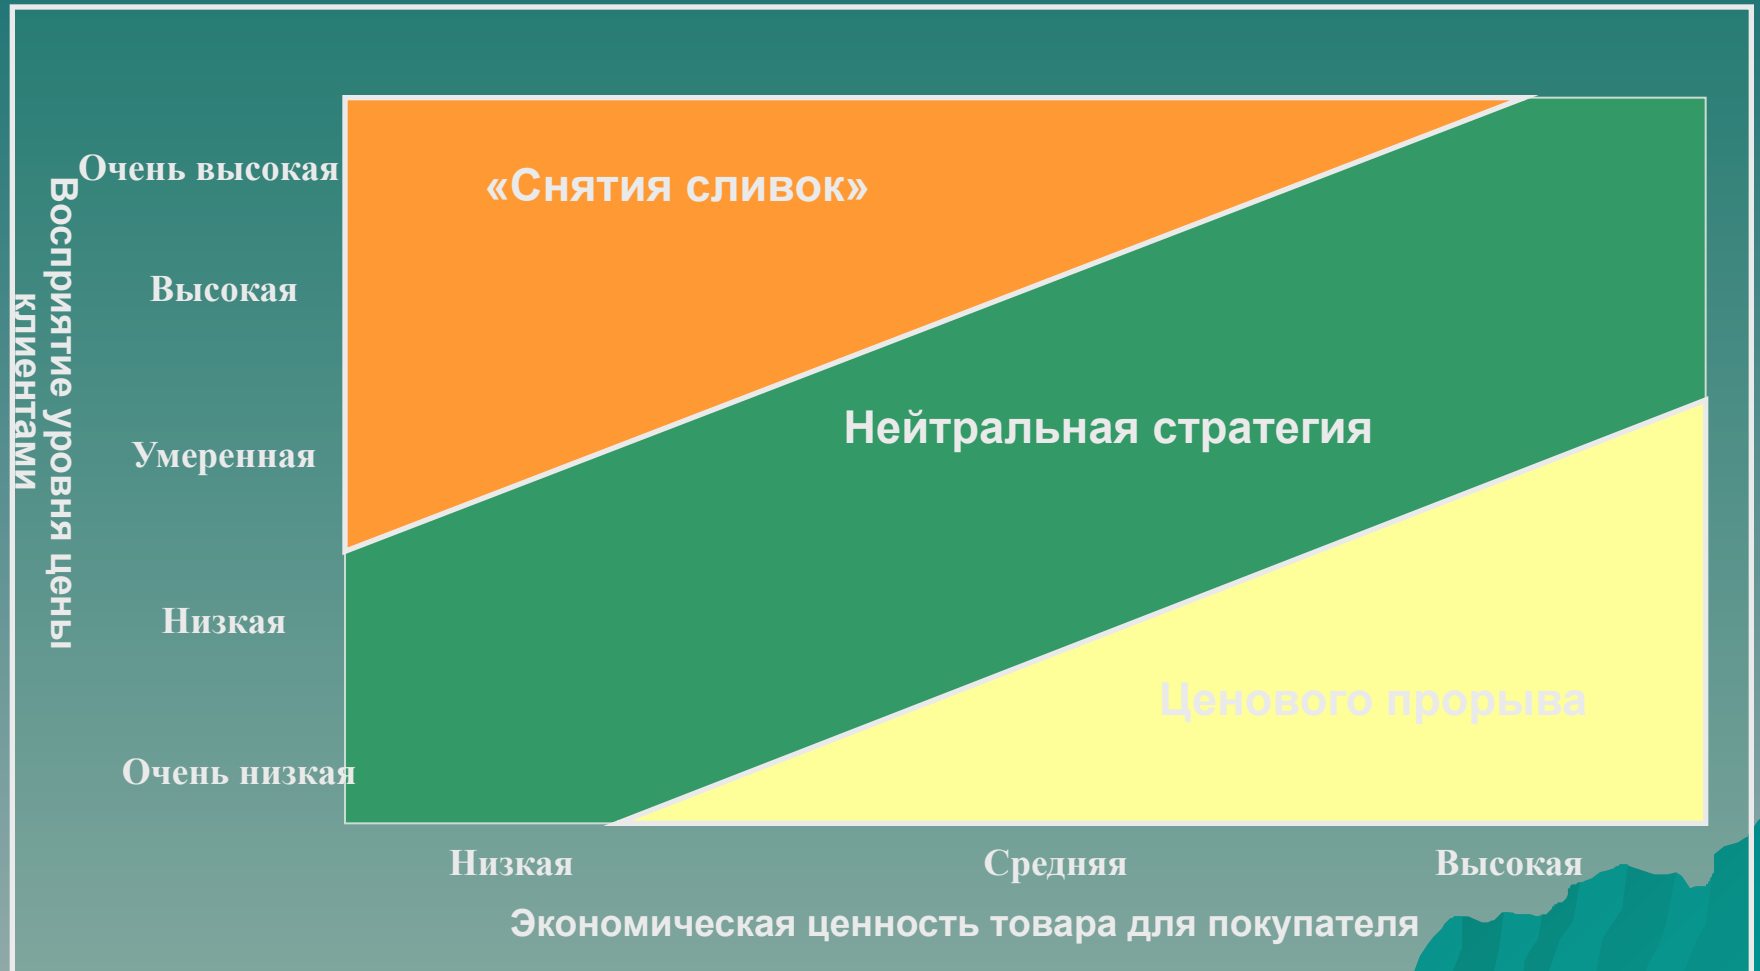 Восприятие уровня цены
клиентами
Очень высокая
Высокая
Умеренная
Низкая
Очень низкая
«Снятия сливок»
Нейтральная стратегия
Ценового прорыва
Низкая
Средняя
Высокая
Экономическая ценность товара для покупателя